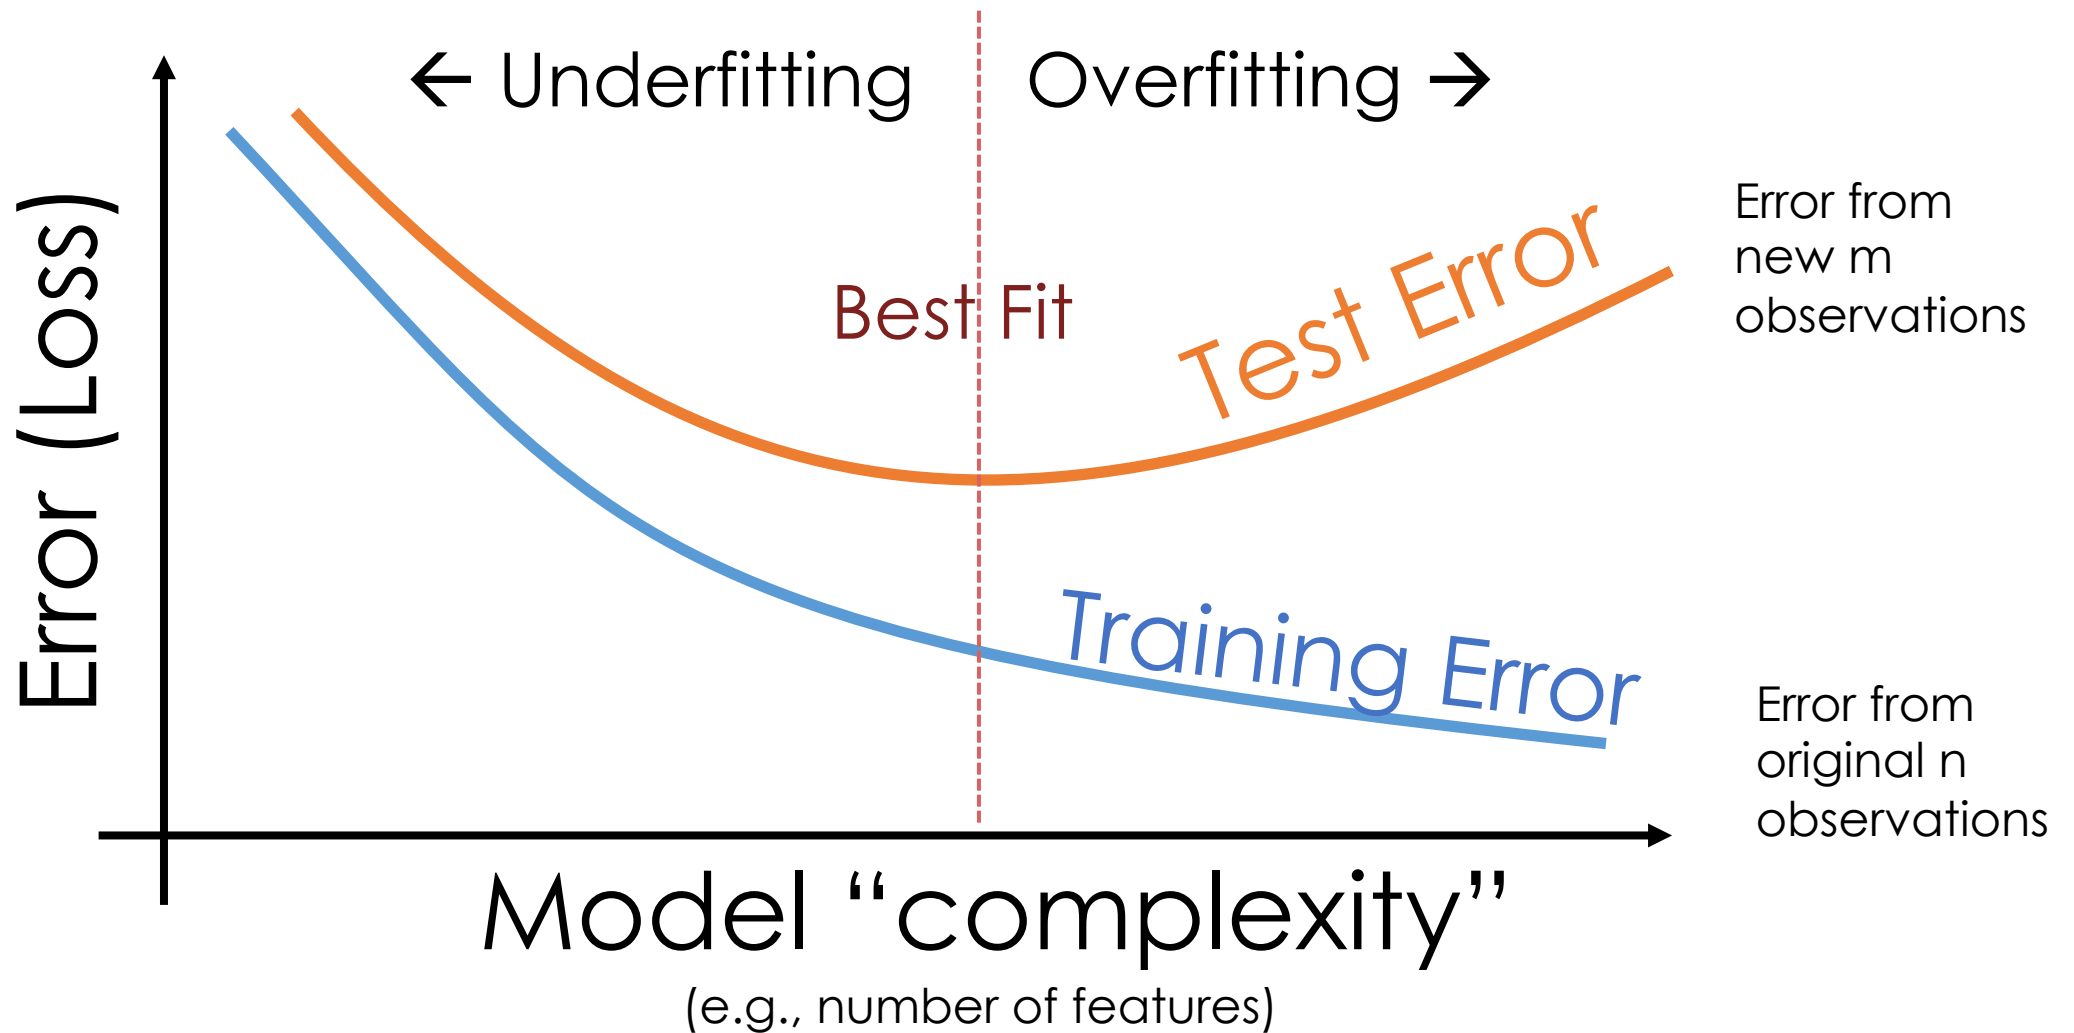 ← Underfitting
Overfitting →
Error (Loss)
Best Fit
Test Error
Error from
new m
observations
Training Error
Error from
original n
observations
Model “complexity”
(e.g., number of features)